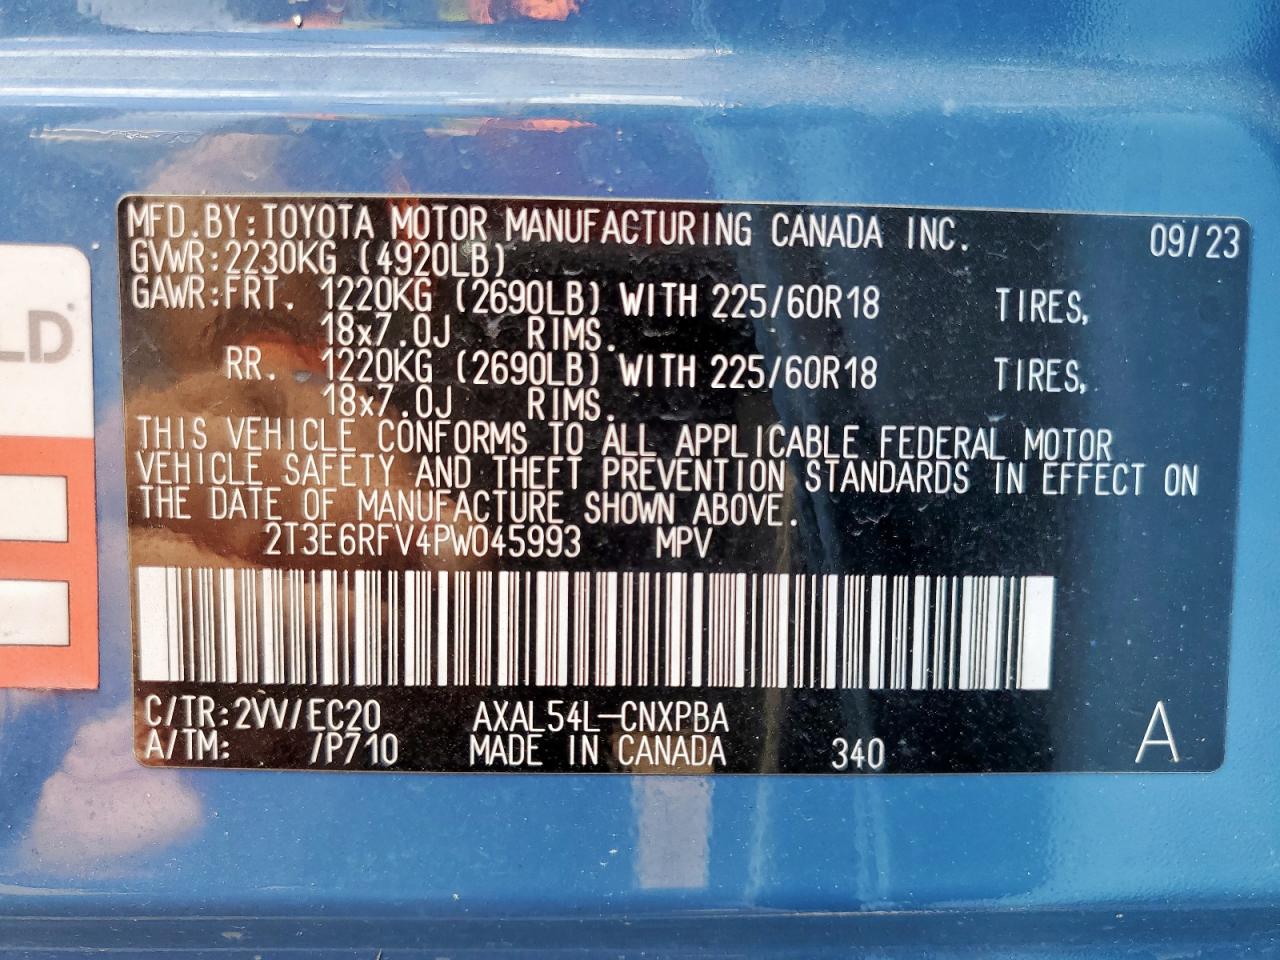 MFD.BY:TOYOTA MOTOR MANUFACTURING CANADA INC. 09/23
GVWR:2230KG (4920LB)
GAWR:FRT. 1220KG (2690LB) WITH 225/60R18 TIRES,
18x7.0J RIMS.
RR. 1220KG (2690LB) WITH 225/60R18 TIRES,
18x7.0J RIMS.
THIS VEHICLE CONFORMS TO ALL APPLICABLE FEDERAL MOTOR
VEHICLE SAFETY AND THEFT PREVENTION STANDARDS IN EFFECT ON
THE DATE OF MANUFACTURE SHOWN ABOVE.
2T3E6RFV4PW045993 MPV
C/TR:2VV/EC20 AXAL54L-CNXPBA A
A/TM: /P710 MADE IN CANADA 340
LD